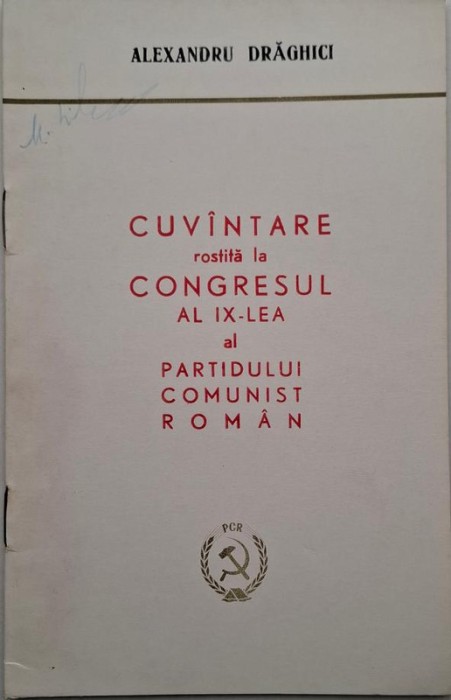 ALEXANDRU DRĂGHICI
CUVÎNTARE
rostită la
CONGRESUL
AL IX-LEA
al
PARTIDULUI
COMUNIST
ROMÂN
PCR